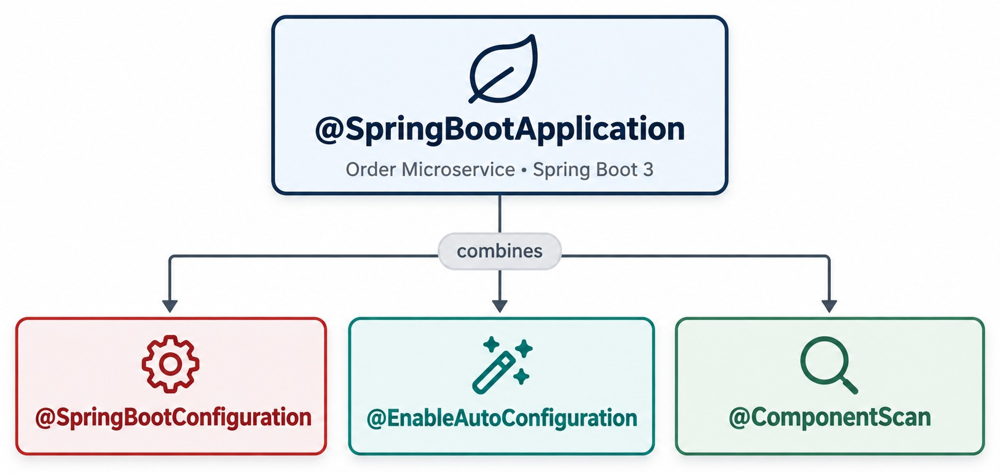 @SpringBootApplication
Order Microservice • Spring Boot 3
combines
@SpringBootConfiguration
@EnableAutoConfiguration
@ComponentScan